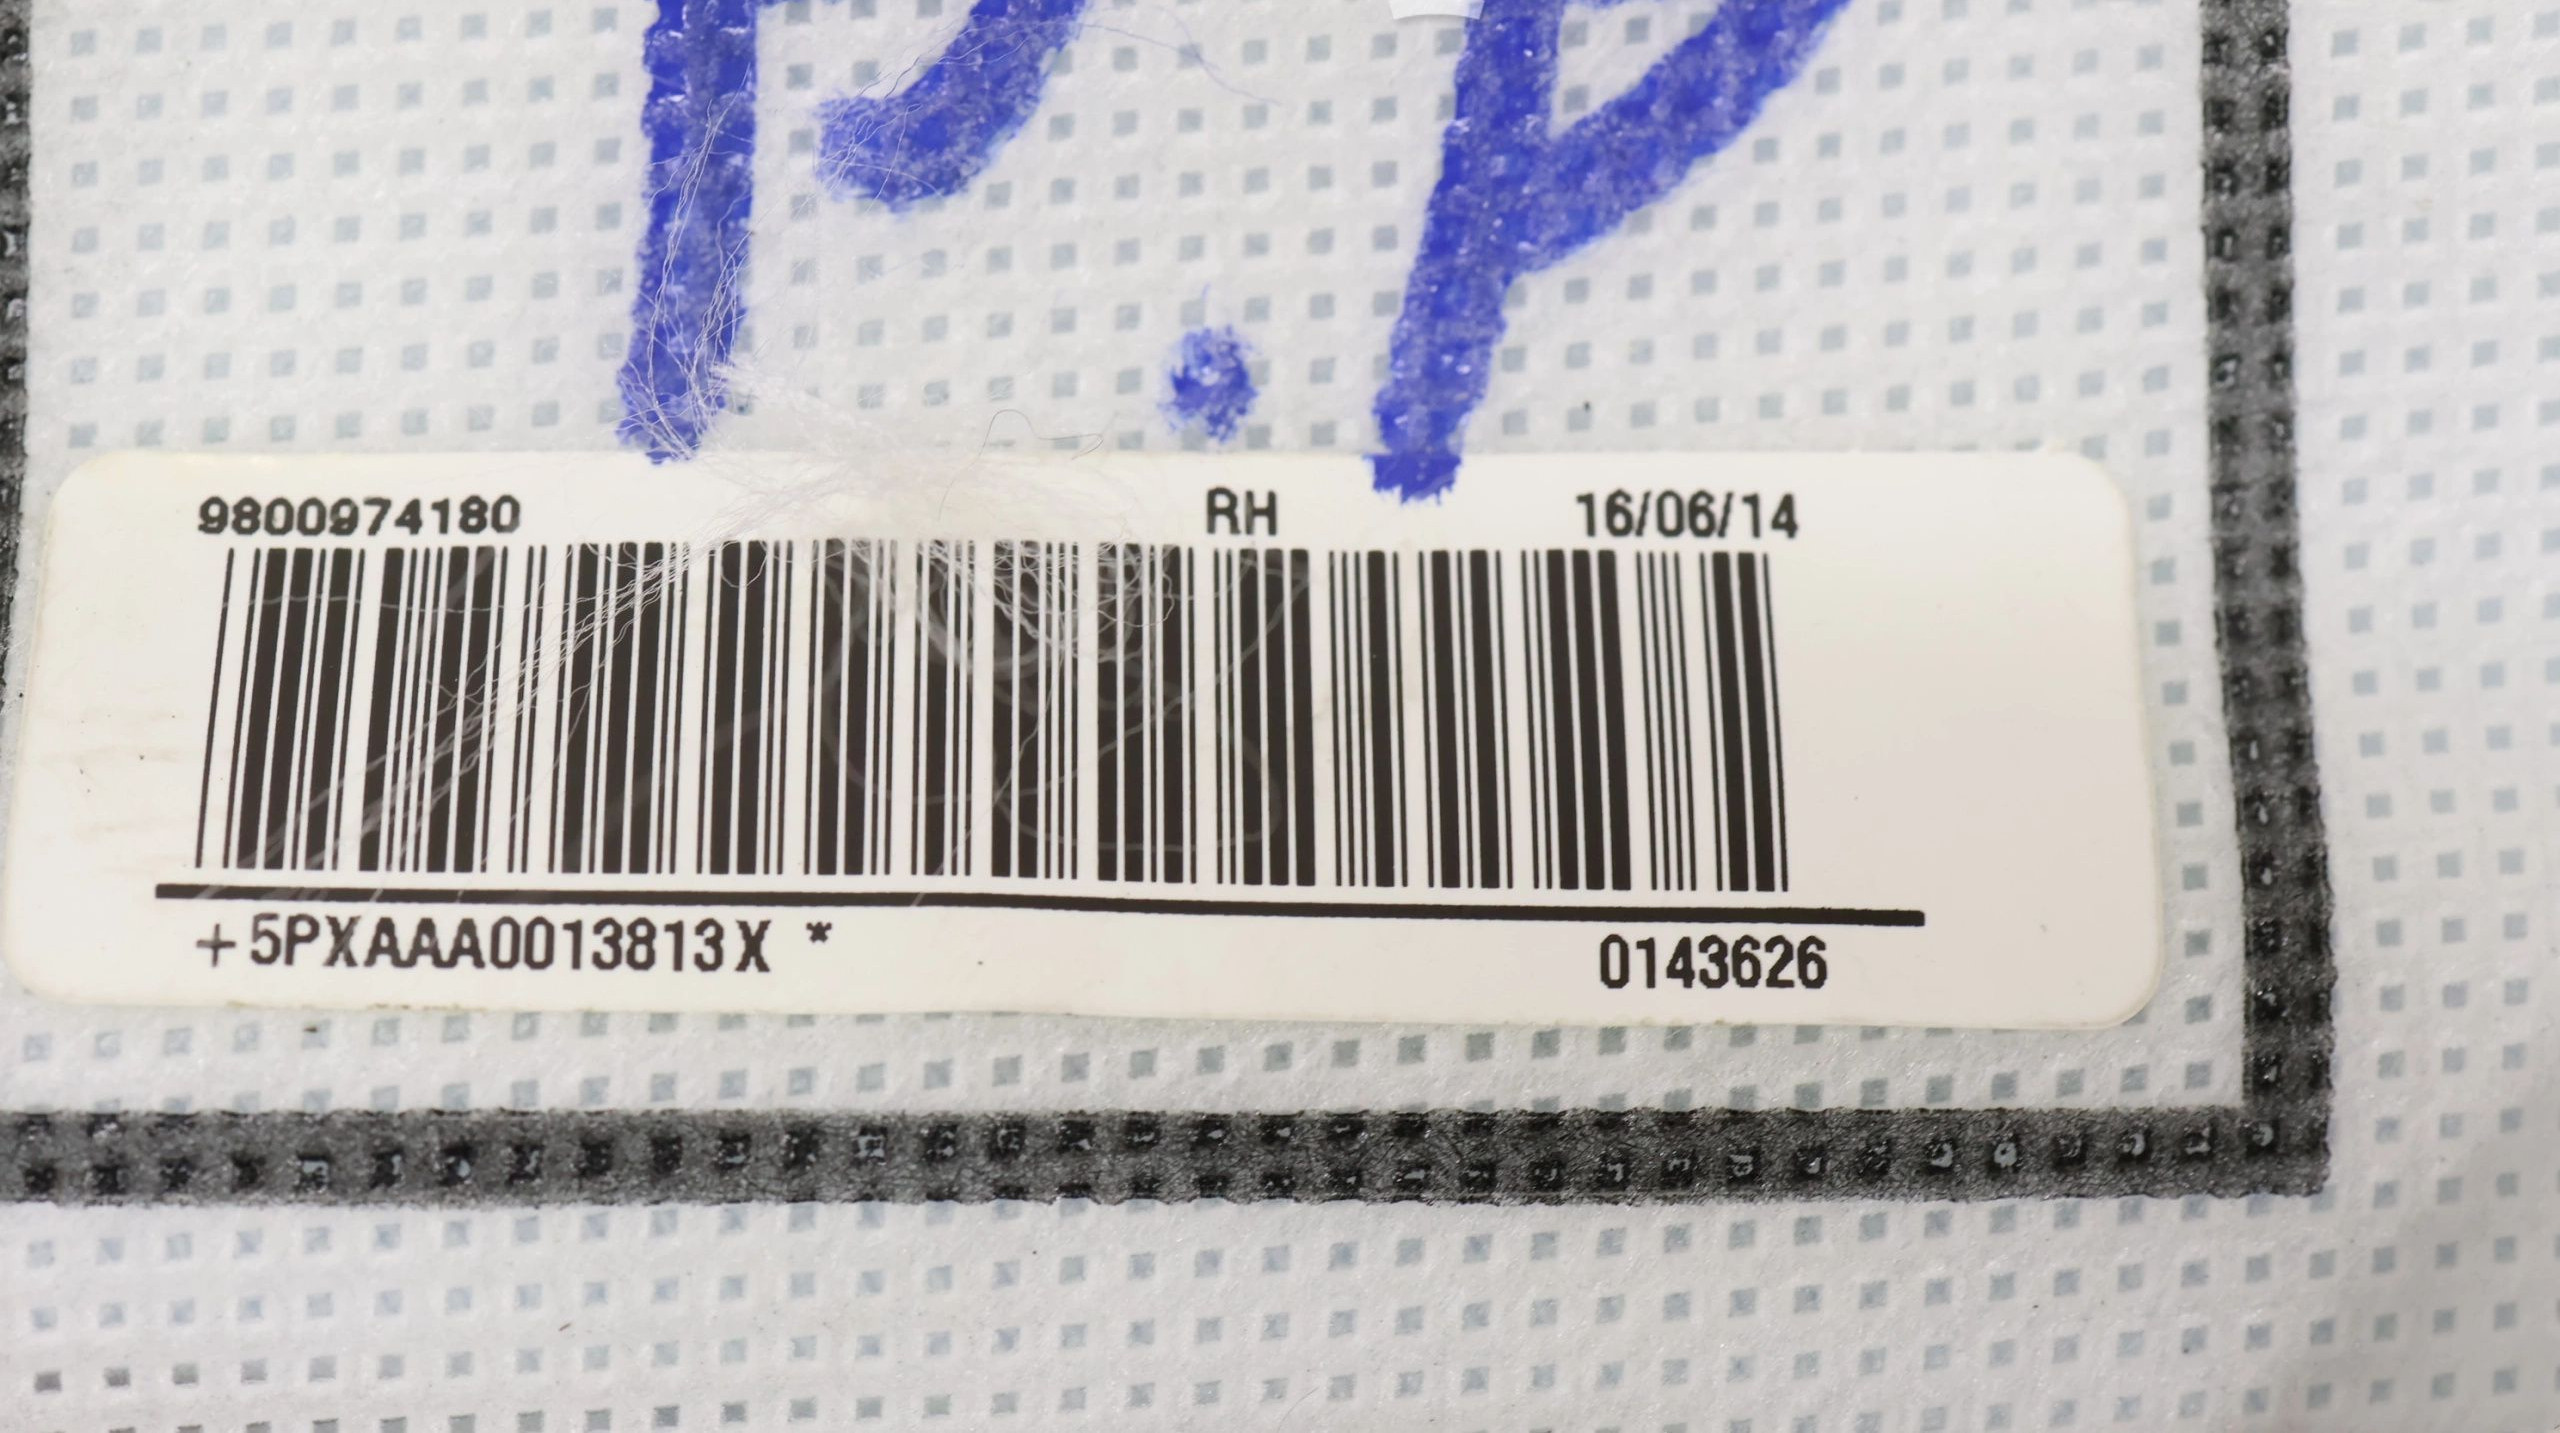 9800974180 RH 16/06/14
+5PXAAA0013813X * 0143626